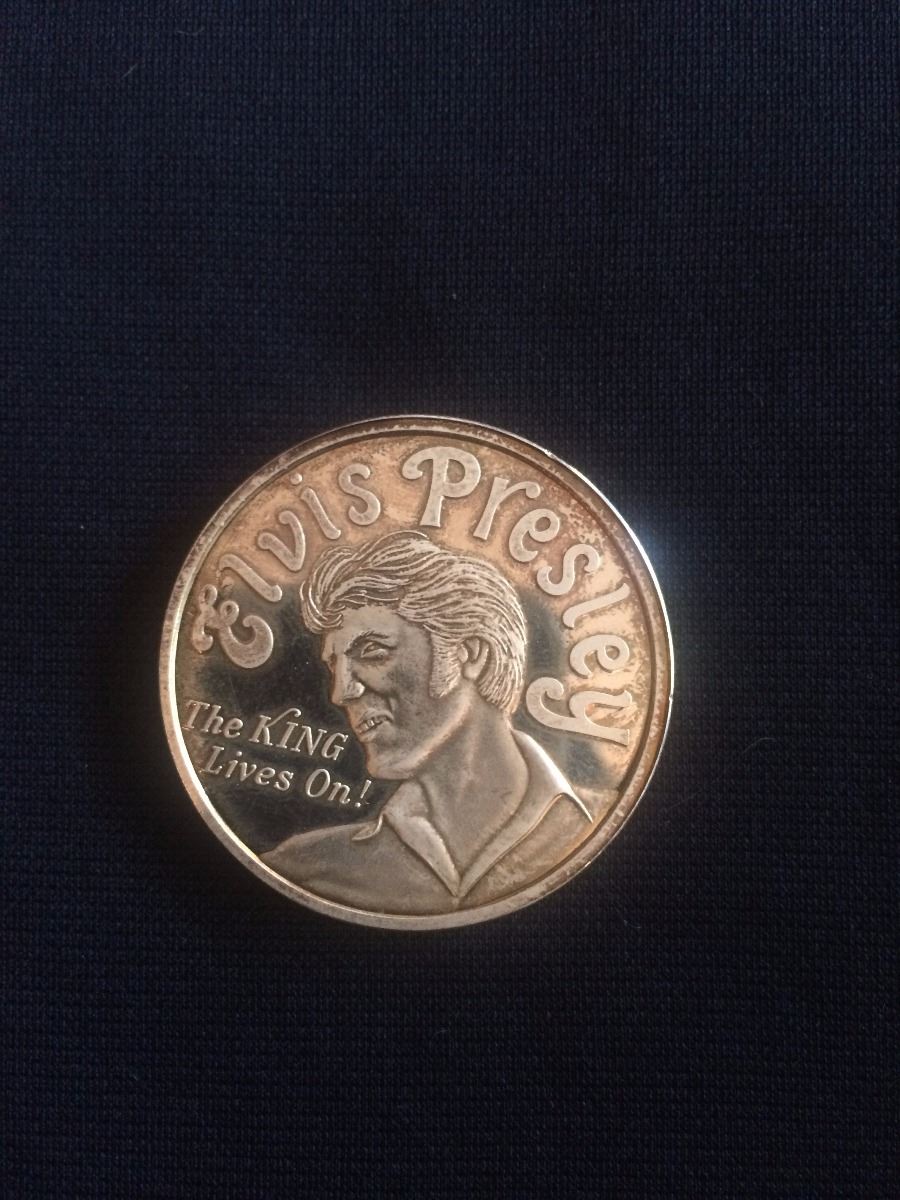 Elvis Presley
The KING
Lives On!